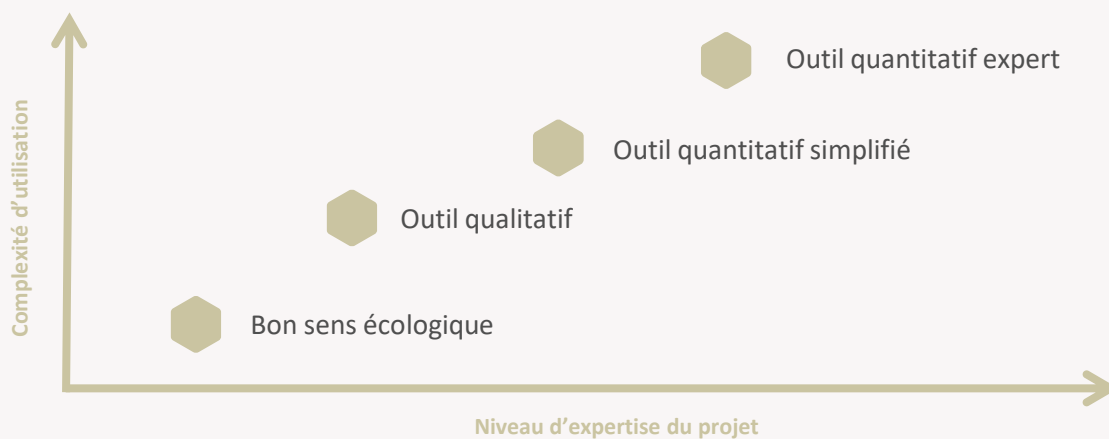 Outil quantitatif expert
Outil quantitatif simplifié
Outil qualitatif
Bon sens écologique
Complexité d’utilisation
Niveau d’expertise du projet